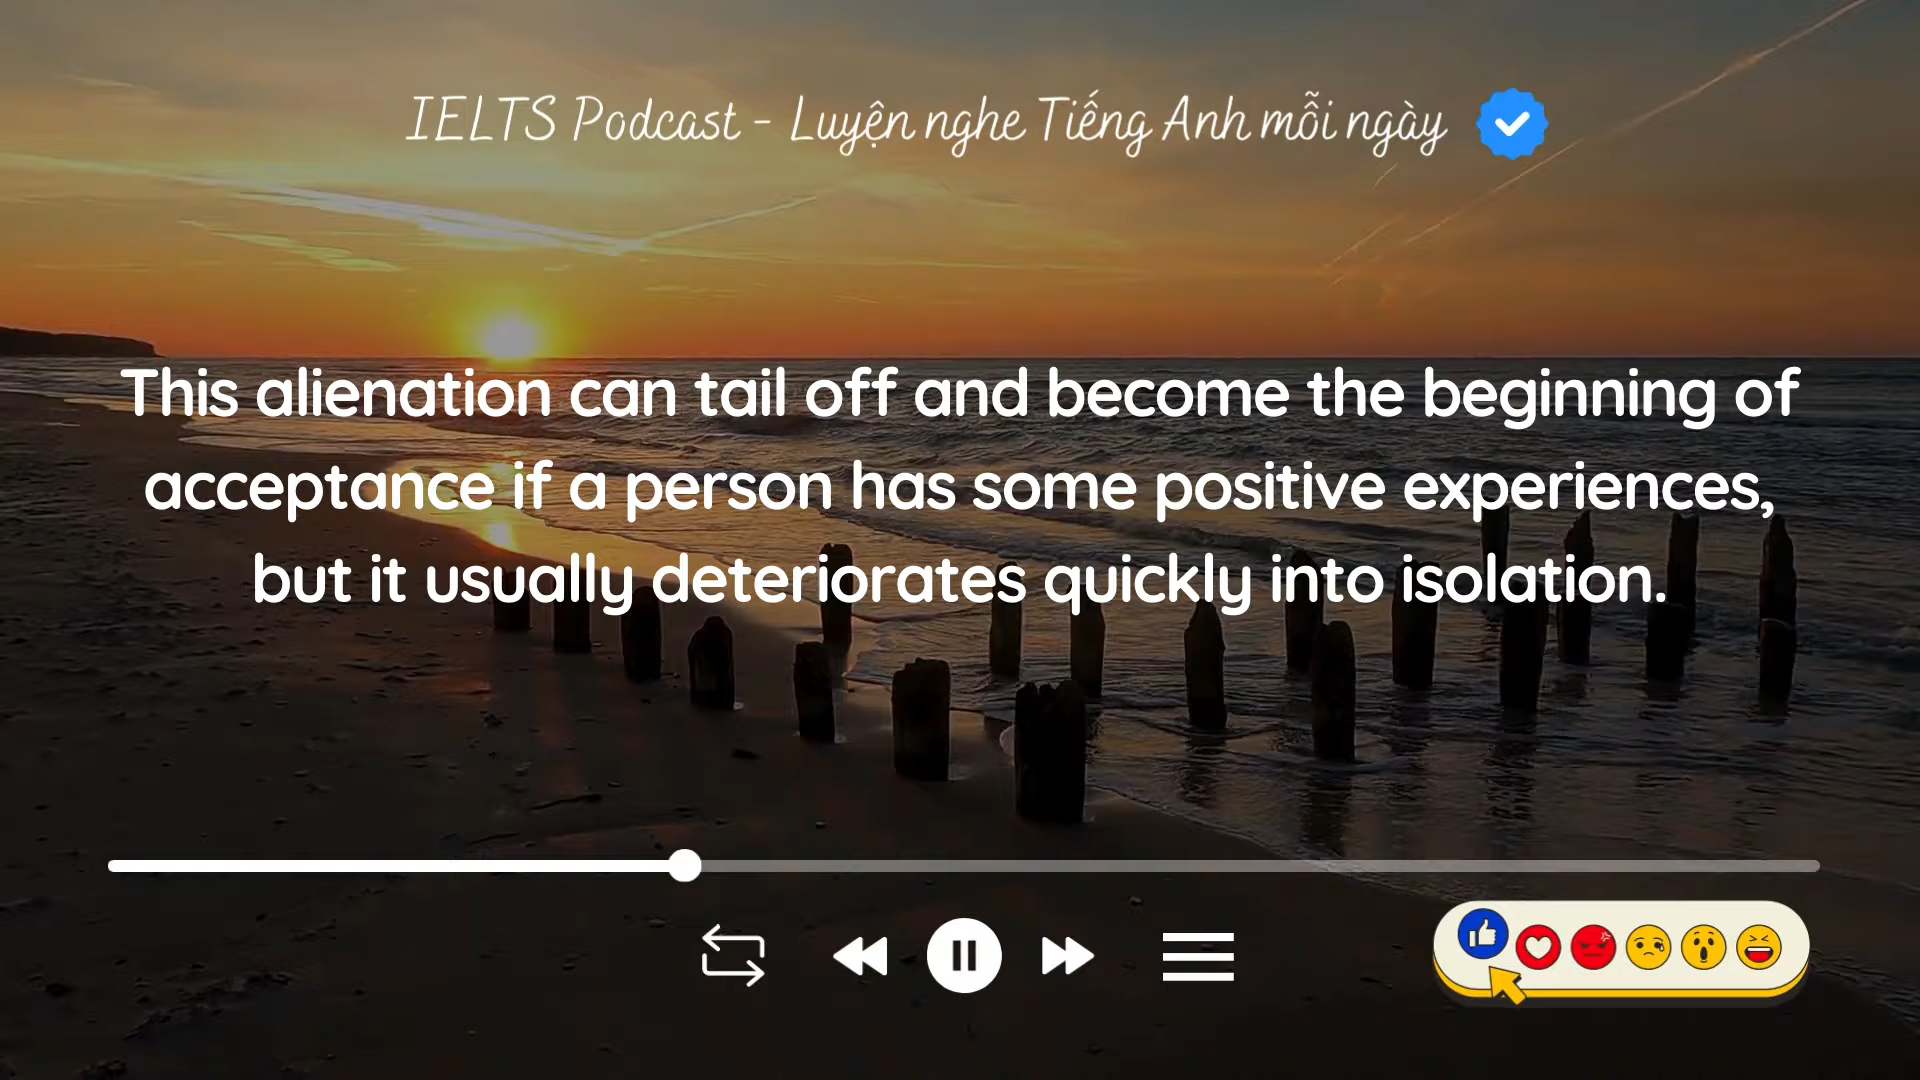 IELTS Podcast - Luyện nghe Tiếng Anh mỗi ngày
This alienation can tail off and become the beginning of
acceptance if a person has some positive experiences,
but it usually deteriorates quickly into isolation.